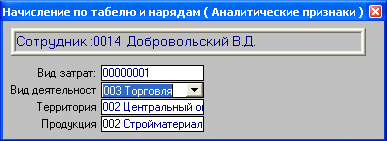 Начисление по табелю и нарядам ( Аналитические признаки )
Сотрудник :0014 Добровольский В.Д.
Вид затрат: 00000001
Вид деятельност 003 Торговля
Территория 002 Центральный о
Продукция 002 Стройматериал